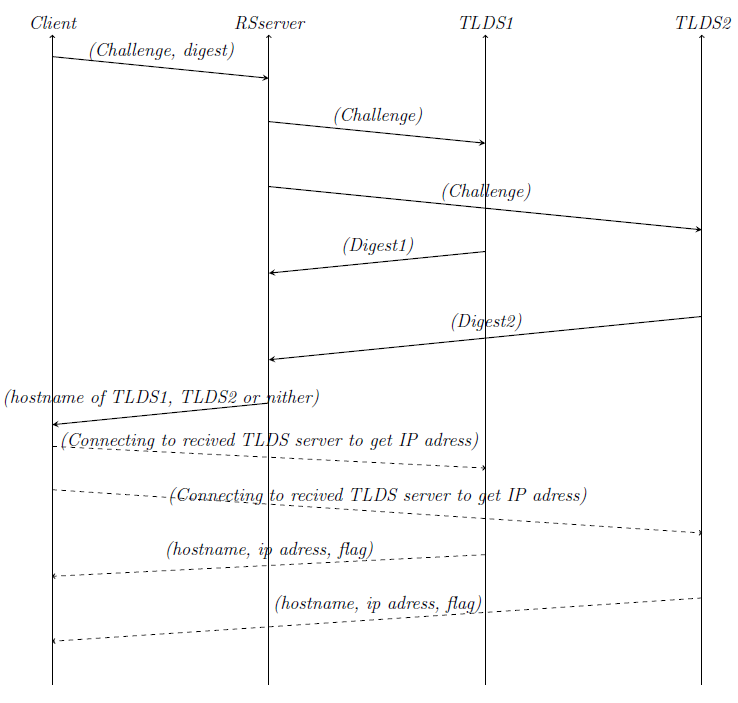 Client RSserver TLDS1 TLDS2
(Challenge, digest)
(Challenge)
(Challenge)
(Digest1)
(Digest2)
(hostname of TLDS1, TLDS2 or nither)
(Connecting to recived TLDS server to get IP adress)
(Connecting to recived TLDS server to get IP adress)
(hostname, ip adress, flag)
(hostname, ip adress, flag)